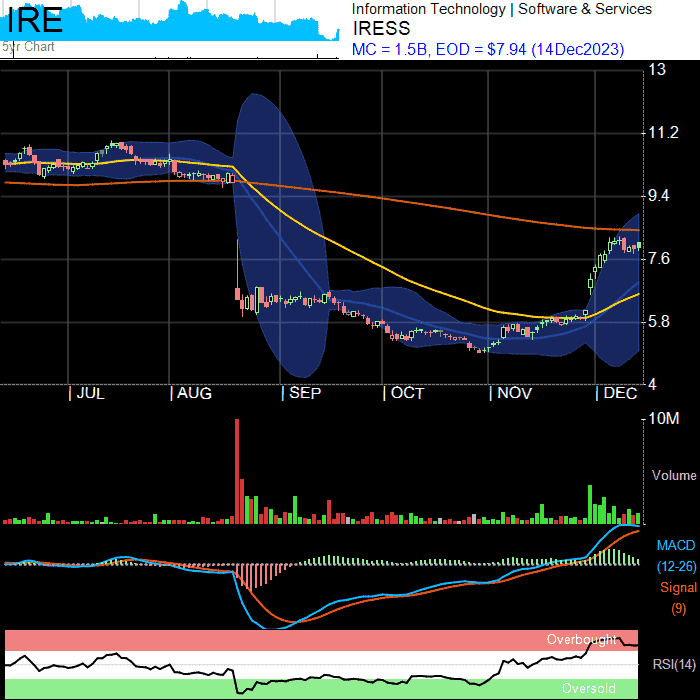 IRE
5yr Chart
Information Technology | Software & Services
IRESS
MC = 1.5B, EOD = $7.94 (14Dec2023)
13
11.2
9.4
7.6
5.8
4
JUL AUG SEP OCT NOV DEC
10M
Volume
MACD
(12-26)
Signal
(9)
Overbought
RSI(14)
Oversold